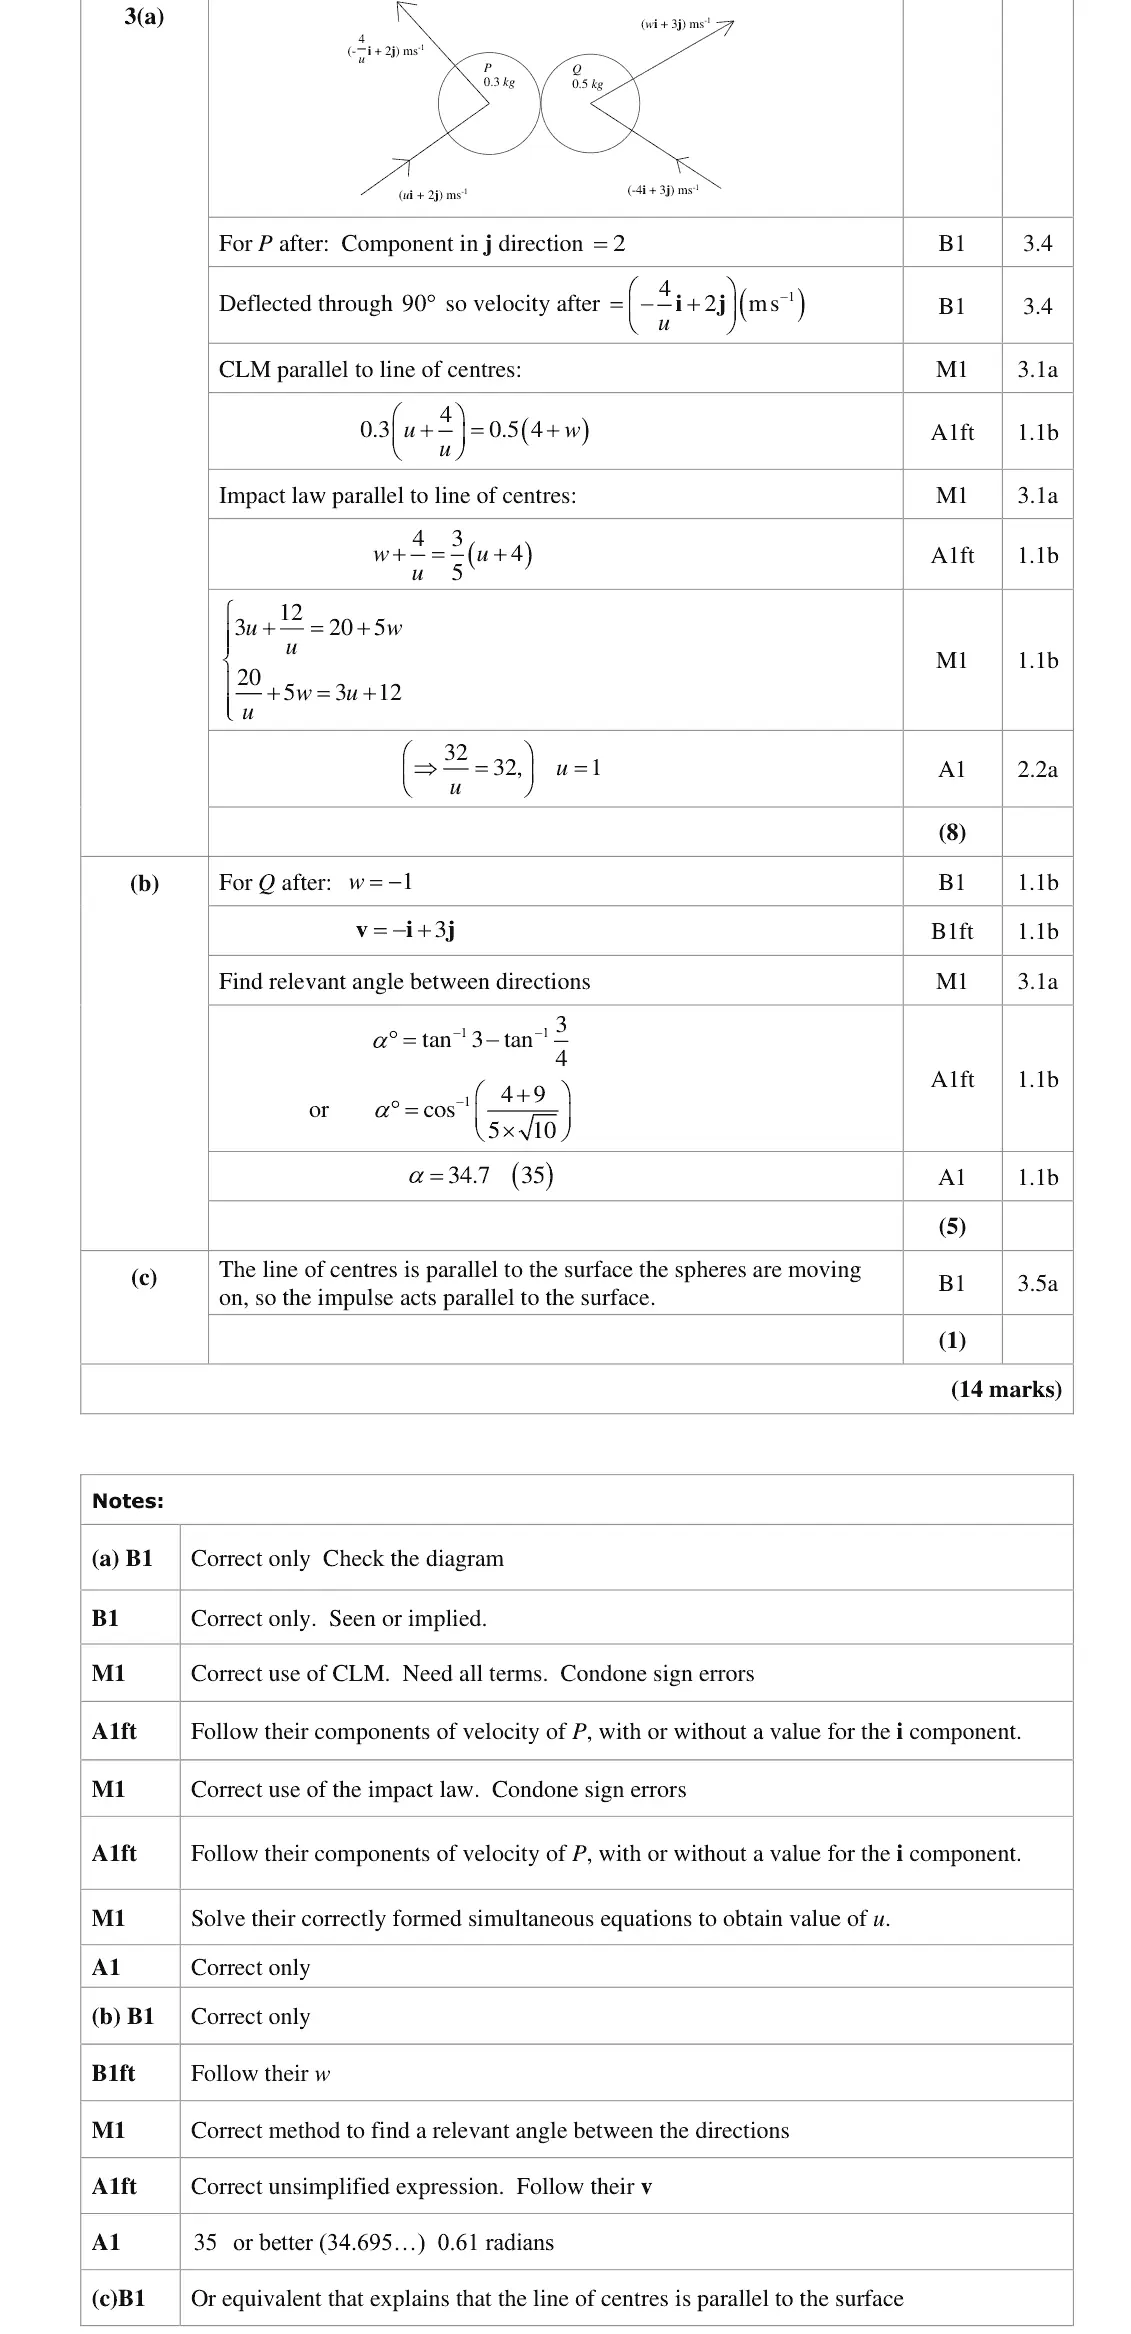 3(a)
(wi + 3j) ms⁻¹
(-4/u i + 2j) ms⁻¹
P
0.3 kg
Q
0.5 kg
(ui + 2j) ms⁻¹
(-4i + 3j) ms⁻¹
For P after: Component in j direction = 2 B1 3.4
Deflected through 90° so velocity after = (−4/u i + 2j)(m s⁻¹) B1 3.4
CLM parallel to line of centres: M1 3.1a
0.3(u + 4/u) = 0.5(4 + w) A1ft 1.1b
Impact law parallel to line of centres: M1 3.1a
w + 4/u = 3/5(u + 4) A1ft 1.1b
{3u + 12/u = 20 + 5w
20/u + 5w = 3u + 12 M1 1.1b
(⇒ 32/u = 32,) u = 1 A1 2.2a
(8)
(b) For Q after: w = −1 B1 1.1b
v = −i + 3j B1ft 1.1b
Find relevant angle between directions M1 3.1a
α° = tan⁻¹ 3 − tan⁻¹ 3/4
or α° = cos⁻¹((4 + 9)/(5 × √10)) A1ft 1.1b
α = 34.7 (35) A1 1.1b
(5)
(c) The line of centres is parallel to the surface the spheres are moving
on, so the impulse acts parallel to the surface. B1 3.5a
(1)
(14 marks)
Notes:
(a) B1 Correct only Check the diagram
B1 Correct only. Seen or implied.
M1 Correct use of CLM. Need all terms. Condone sign errors
A1ft Follow their components of velocity of P, with or without a value for the i component.
M1 Correct use of the impact law. Condone sign errors
A1ft Follow their components of velocity of P, with or without a value for the i component.
M1 Solve their correctly formed simultaneous equations to obtain value of u.
A1 Correct only
(b) B1 Correct only
B1ft Follow their w
M1 Correct method to find a relevant angle between the directions
A1ft Correct unsimplified expression. Follow their v
A1 35 or better (34.695…) 0.61 radians
(c)B1 Or equivalent that explains that the line of centres is parallel to the surface